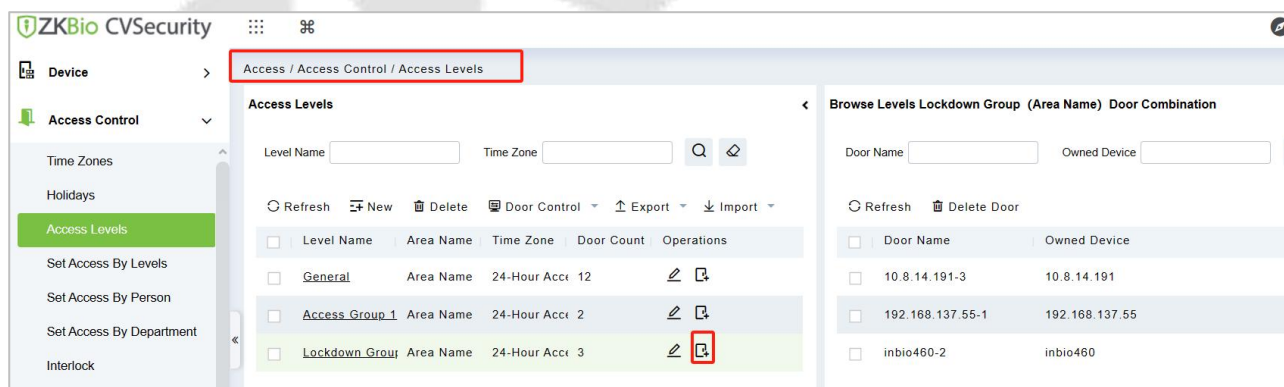 ZKBio CVSecurity
Device
Access Control
Time Zones
Holidays
Access Levels
Set Access By Levels
Set Access By Person
Set Access By Department
Interlock
Access / Access Control / Access Levels
Access Levels
Level Name Time Zone
Refresh New Delete Door Control Export Import
Level Name Area Name Time Zone Door Count Operations
General Area Name 24-Hour Acce 12
Access Group 1 Area Name 24-Hour Acce 2
Lockdown Group Area Name 24-Hour Acce 3
Browse Levels Lockdown Group (Area Name) Door Combination
Door Name Owned Device
Refresh Delete Door
Door Name Owned Device
10.8.14.191-3 10.8.14.191
192.168.137.55-1 192.168.137.55
inbio460-2 inbio460